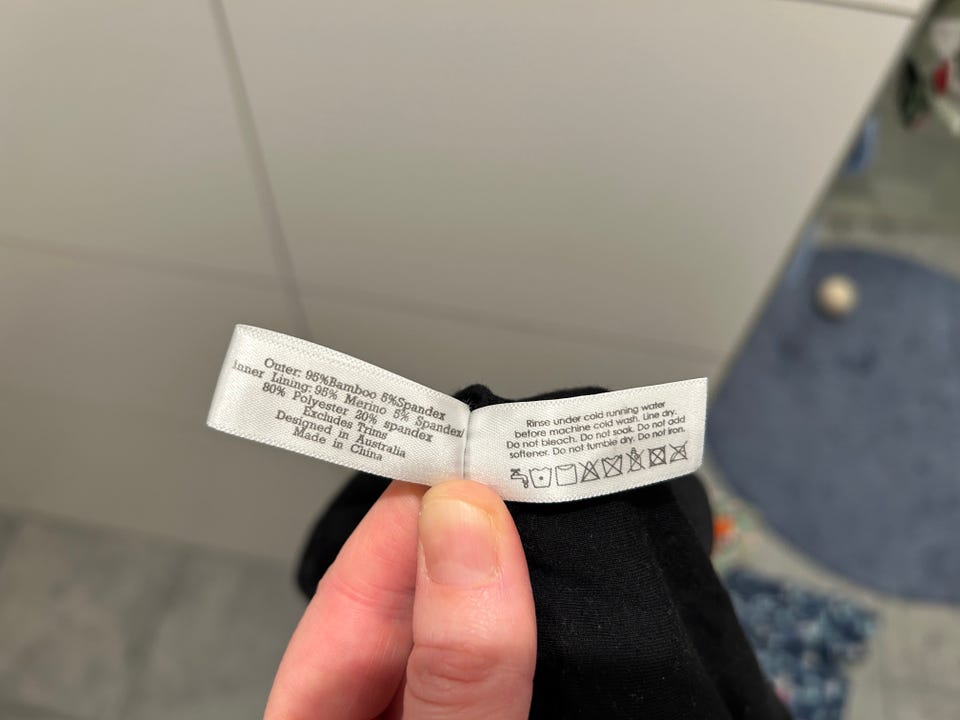 Outer: 95%Bamboo 5%Spandex
inner Lining: 95% Merino 5% Spandex/
80% Polyester 20% spandex
Excludes Trims
Designed in Australia
Made in China
Rinse under cold running water
before machine cold wash. Line dry.
Do not bleach. Do not soak. Do not add
softener. Do not tumble dry. Do not iron.